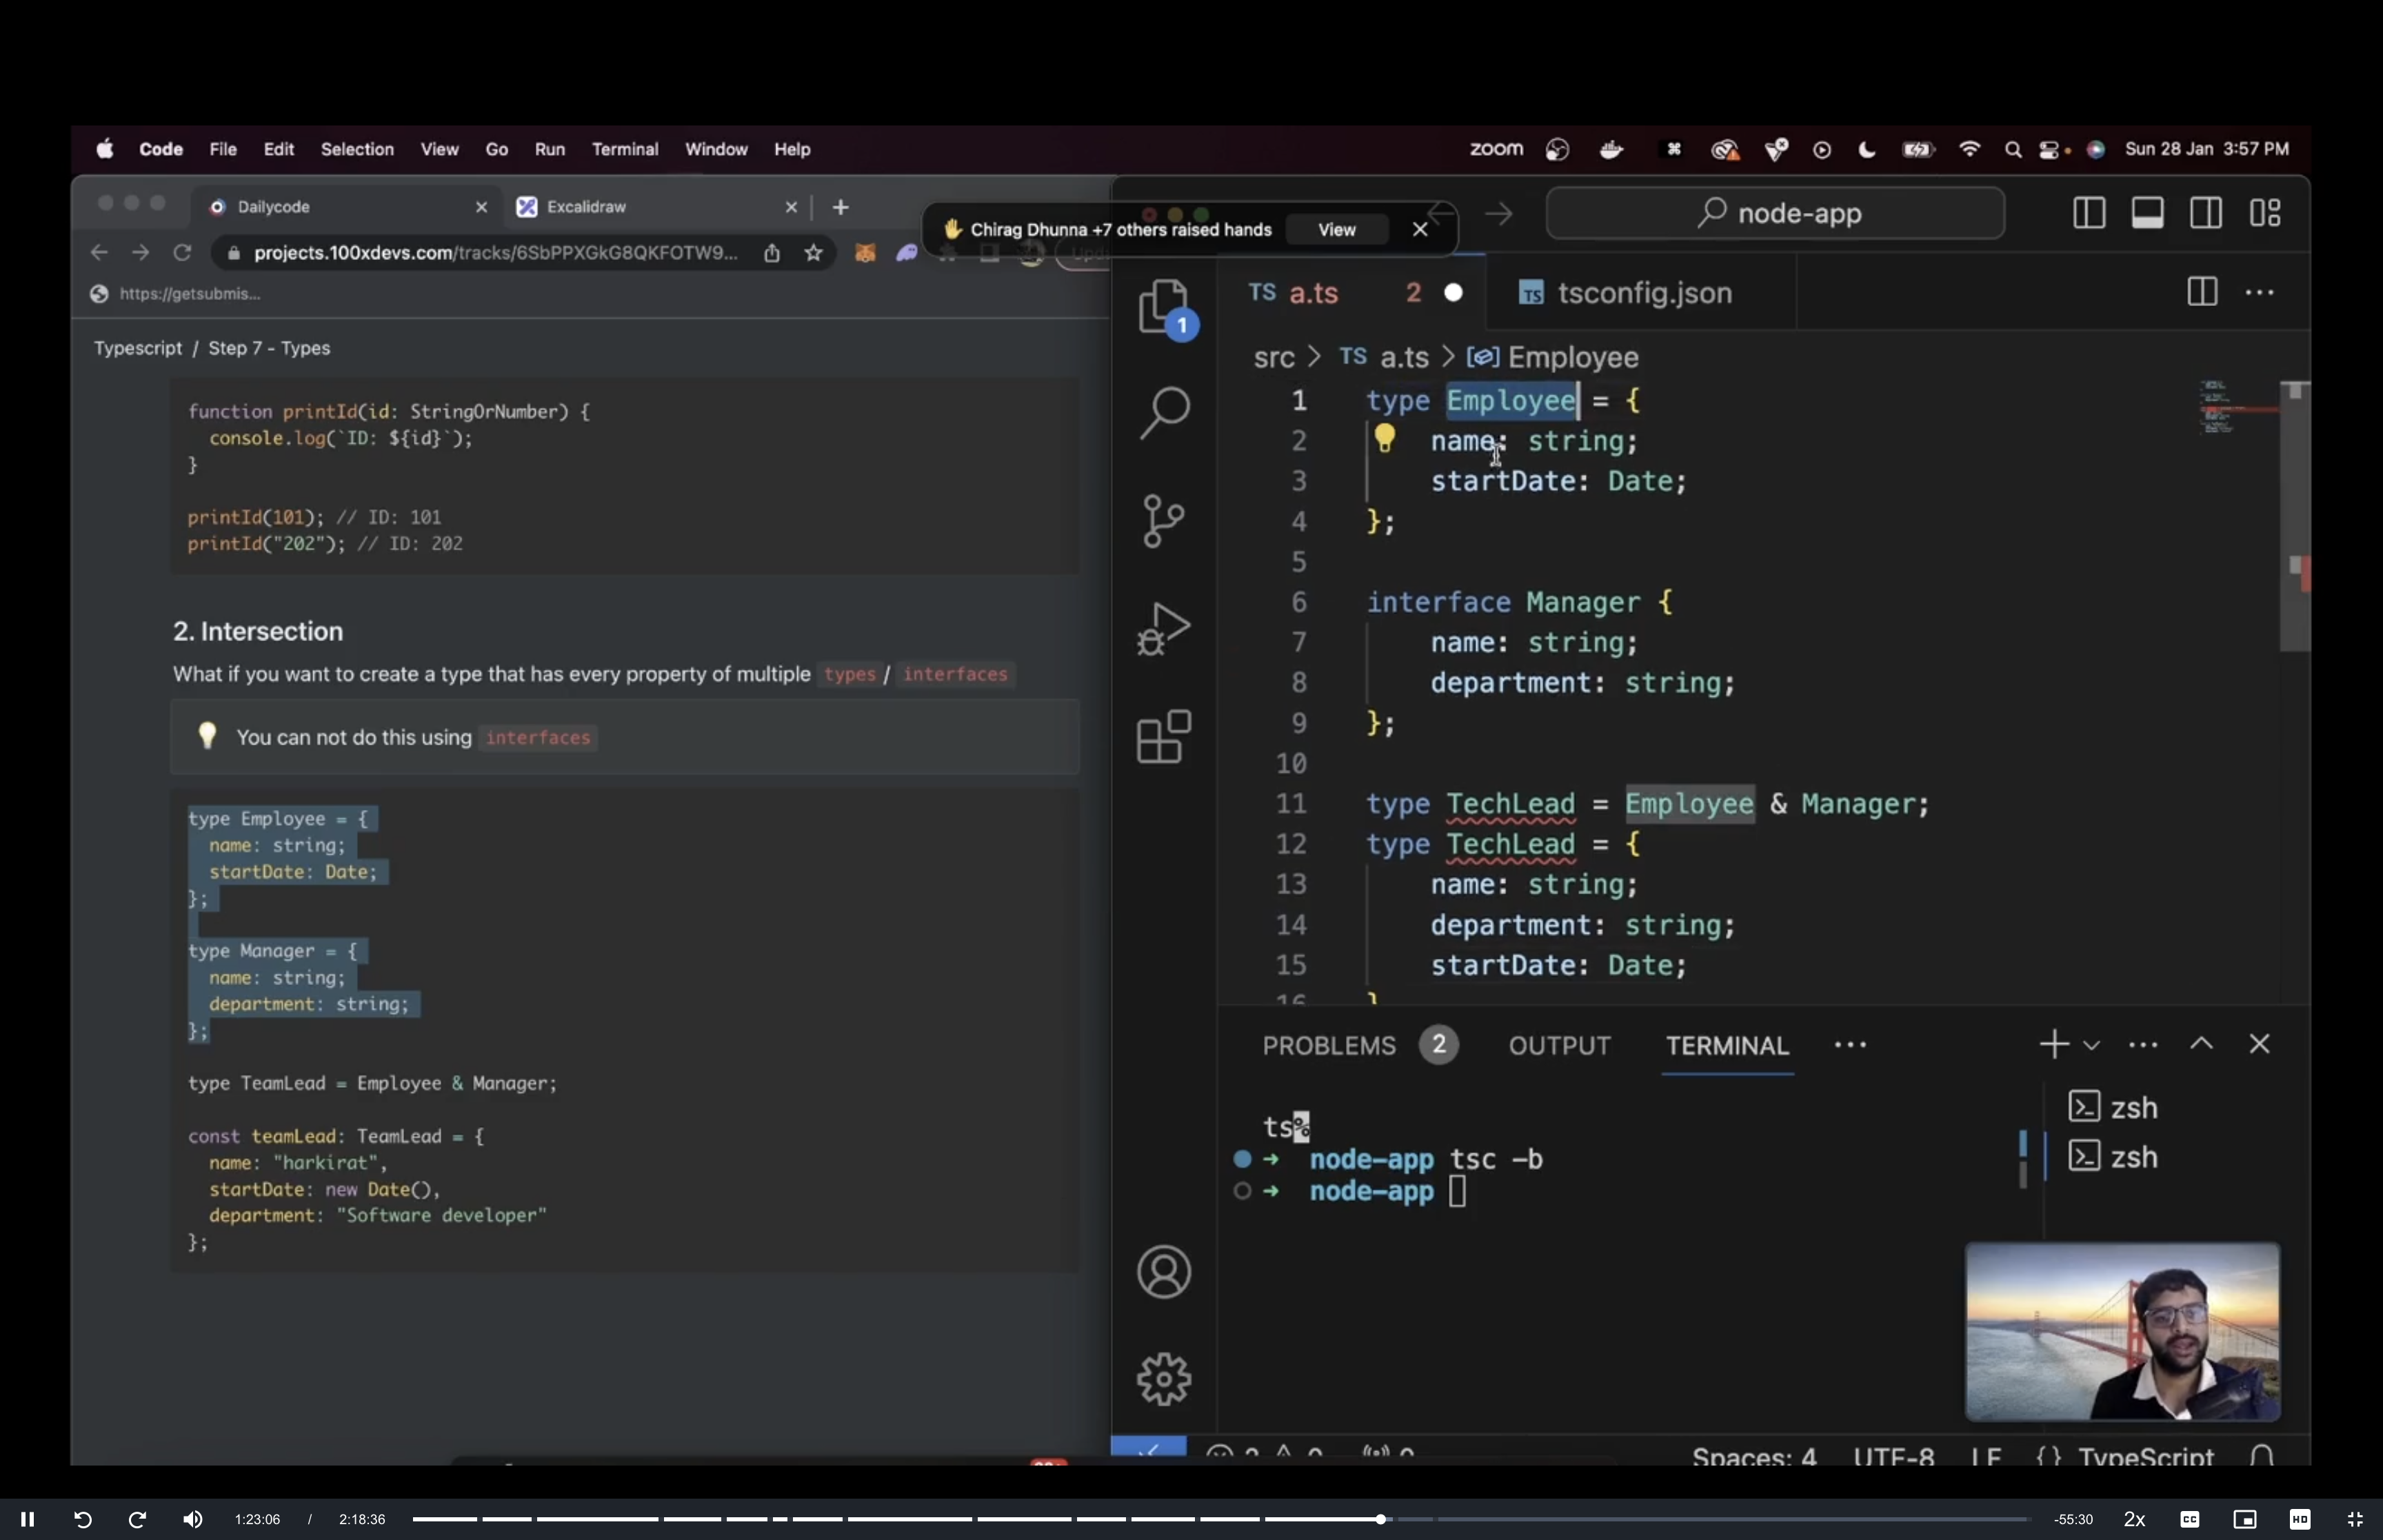 Code File Edit Selection View Go Run Terminal Window Help
zoom
Sun 28 Jan 3:57 PM
Dailycode
Excalidraw
projects.100xdevs.com/tracks/6SbPPXGkG8QKFOTW9...
https://getsubmis...
Chirag Dhunna +7 others raised hands View
Typescript / Step 7 - Types
function printId(id: StringOrNumber) {
console.log(`ID: ${id}`);
}
printId(101); // ID: 101
printId("202"); // ID: 202
2. Intersection
What if you want to create a type that has every property of multiple types / interfaces
You can not do this using interfaces
type Employee = {
name: string;
startDate: Date;
};
type Manager = {
name: string;
department: string;
};
type TeamLead = Employee & Manager;
const teamLead: TeamLead = {
name: "harkirat",
startDate: new Date(),
department: "Software developer"
};
node-app
1
TS a.ts 2
TS tsconfig.json
src > TS a.ts > Employee
1 type Employee = {
2 name: string;
3 startDate: Date;
4 };
5
6 interface Manager {
7 name: string;
8 department: string;
9 };
10
11 type TechLead = Employee & Manager;
12 type TechLead = {
13 name: string;
14 department: string;
15 startDate: Date;
16 }
PROBLEMS 2 OUTPUT TERMINAL
ts%
node-app tsc -b
node-app
zsh
zsh
Spaces: 4 UTF-8 LF {} TypeScript
1:23:06 / 2:18:36
-55:30 2x CC HD